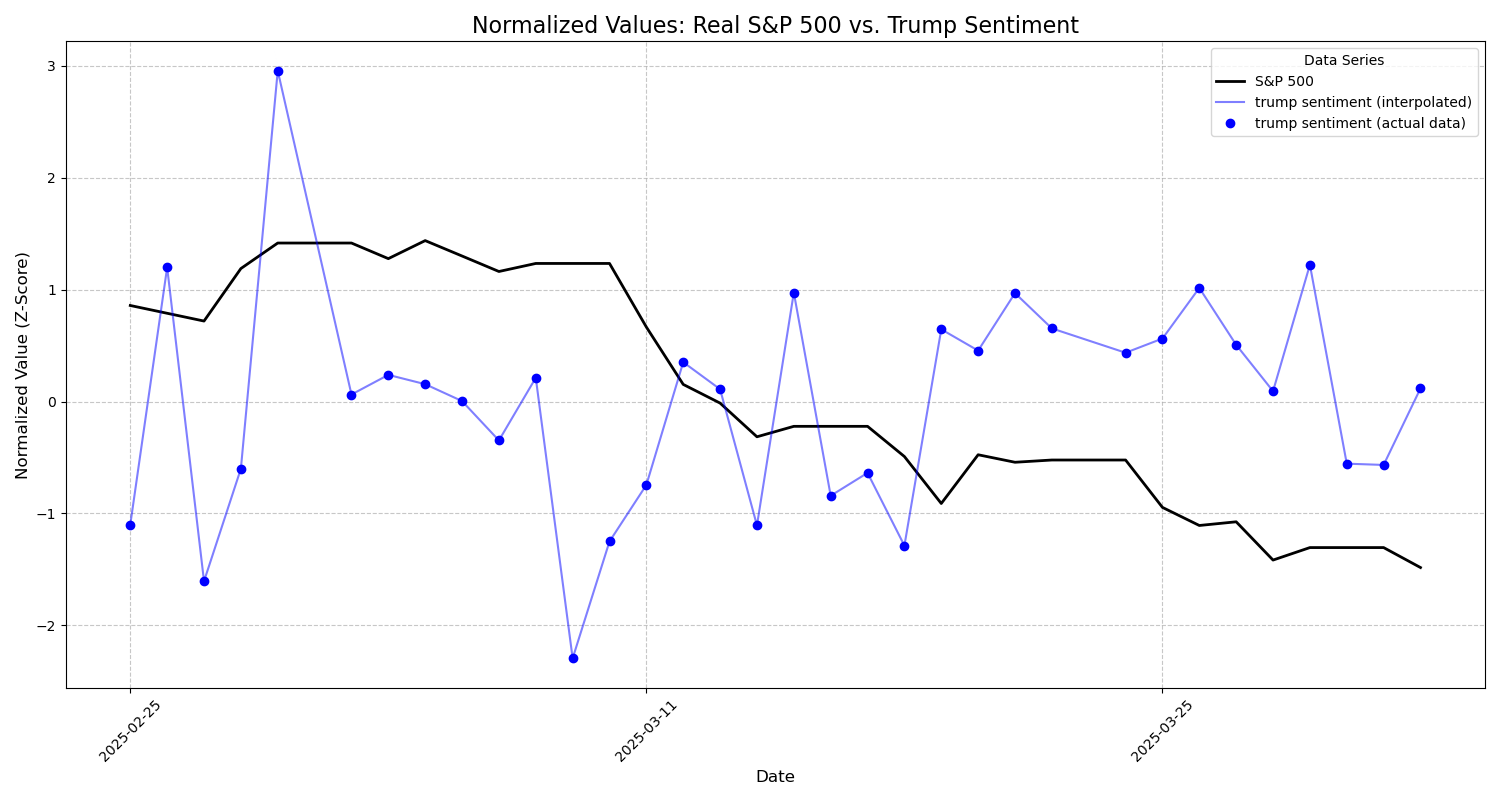 Normalized Values: Real S&P 500 vs. Trump Sentiment
Data Series
S&P 500
trump sentiment (interpolated)
trump sentiment (actual data)
Normalized Value (Z-Score)
3
2
1
0
−1
−2
2025-02-25
2025-03-11
2025-03-25
Date